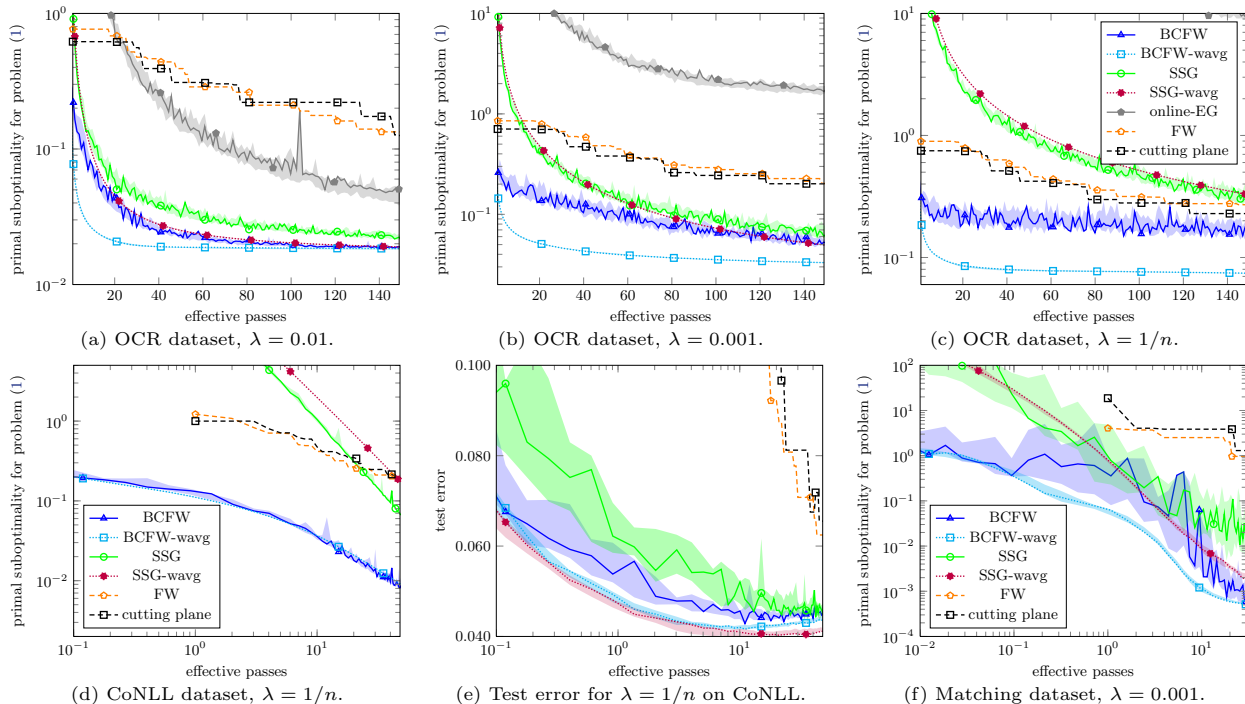 primal suboptimality for problem (1)
10^0
10^−1
10^−2
20 40 60 80 100 120 140
effective passes
(a) OCR dataset, λ = 0.01.
primal suboptimality for problem (1)
10^1
10^0
10^−1
20 40 60 80 100 120 140
effective passes
(b) OCR dataset, λ = 0.001.
primal suboptimality for problem (1)
10^1
10^0
10^−1
20 40 60 80 100 120 140
effective passes
BCFW
BCFW-wavg
SSG
SSG-wavg
online-EG
FW
cutting plane
(c) OCR dataset, λ = 1/n.
primal suboptimality for problem (1)
10^0
10^−1
10^−2
10^−1 10^0 10^1
effective passes
BCFW
BCFW-wavg
SSG
SSG-wavg
FW
cutting plane
(d) CoNLL dataset, λ = 1/n.
test error
0.100
0.080
0.060
0.040
10^−1 10^0 10^1
effective passes
(e) Test error for λ = 1/n on CoNLL.
primal suboptimality for problem (1)
10^2
10^1
10^0
10^−1
10^−2
10^−3
10^−4
10^−2 10^−1 10^0 10^1
effective passes
BCFW
BCFW-wavg
SSG
SSG-wavg
FW
cutting plane
(f) Matching dataset, λ = 0.001.